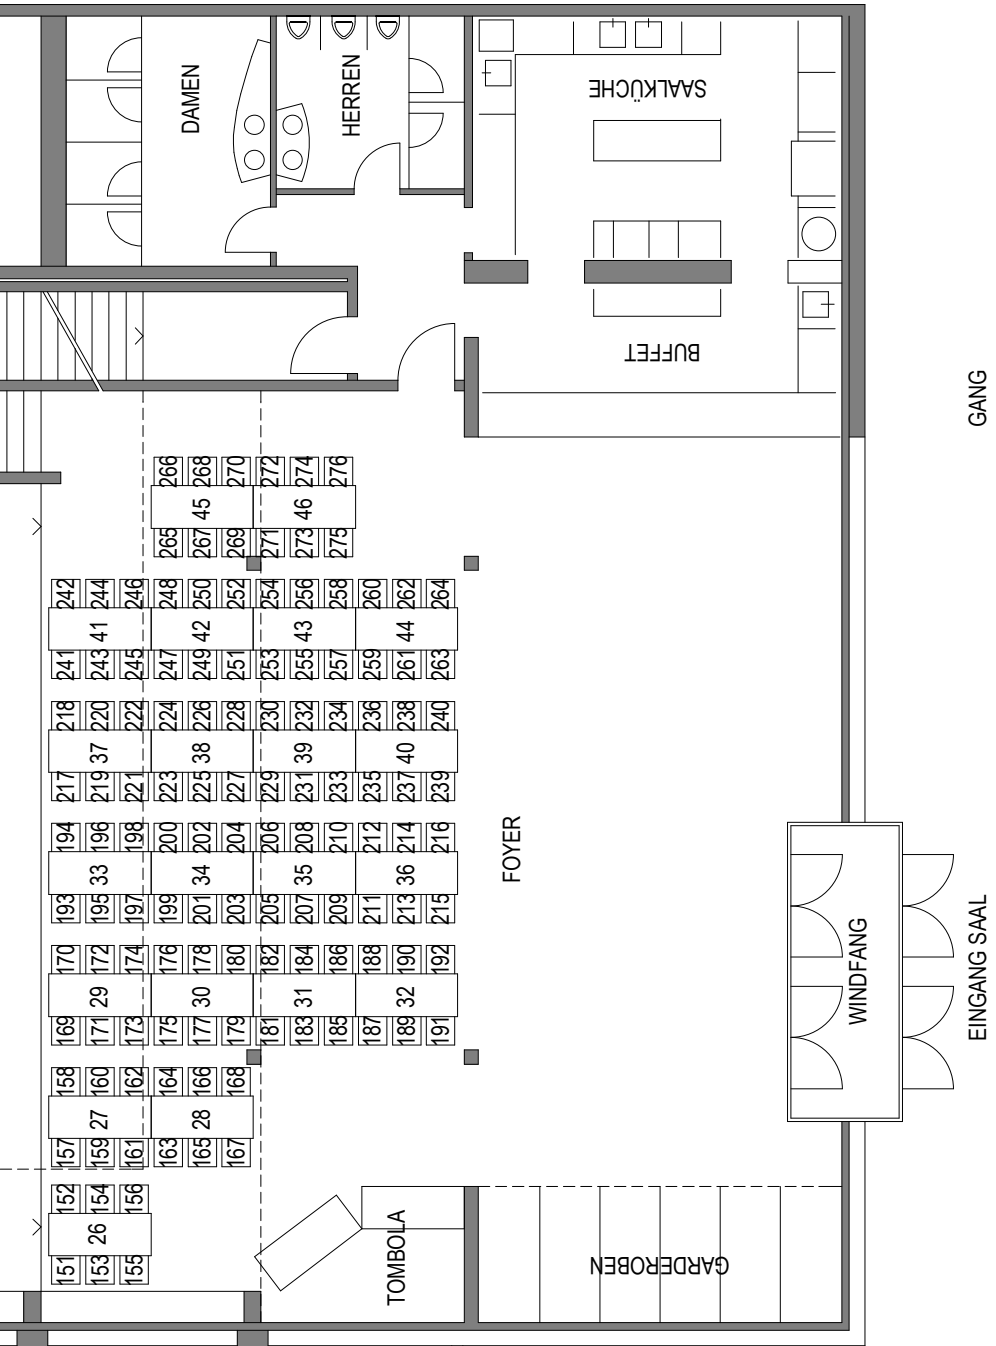 DAMEN
HERREN
SAALKÜCHE
BUFFET
GANG
266 268 270 272 274 276
45 46
265 267 269 271 273 275
242 244 246 248 250 252 254 256 258 260 262 264
41 42 43 44
241 243 245 247 249 251 253 255 257 259 261 263
218 220 222 224 226 228 230 232 234 236 238 240
37 38 39 40
217 219 221 223 225 227 229 231 233 235 237 239
194 196 198 200 202 204 206 208 210 212 214 216
33 34 35 36
193 195 197 199 201 203 205 207 209 211 213 215
FOYER
170 172 174 176 178 180 182 184 186 188 190 192
29 30 31 32
169 171 173 175 177 179 181 183 185 187 189 191
WINDFANG
EINGANG SAAL
158 160 162 164 166 168
27 28
157 159 161 163 165 167
152 154 156
26
151 153 155
TOMBOLA
GARDEROBEN